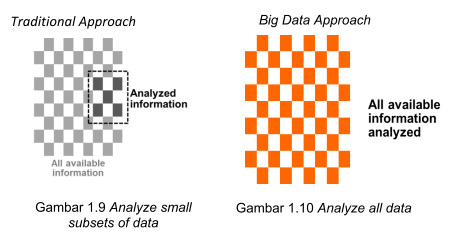 Traditional Approach
Analyzed
information
All available
information
Gambar 1.9 Analyze small
subsets of data
Big Data Approach
All available
information
analyzed
Gambar 1.10 Analyze all data